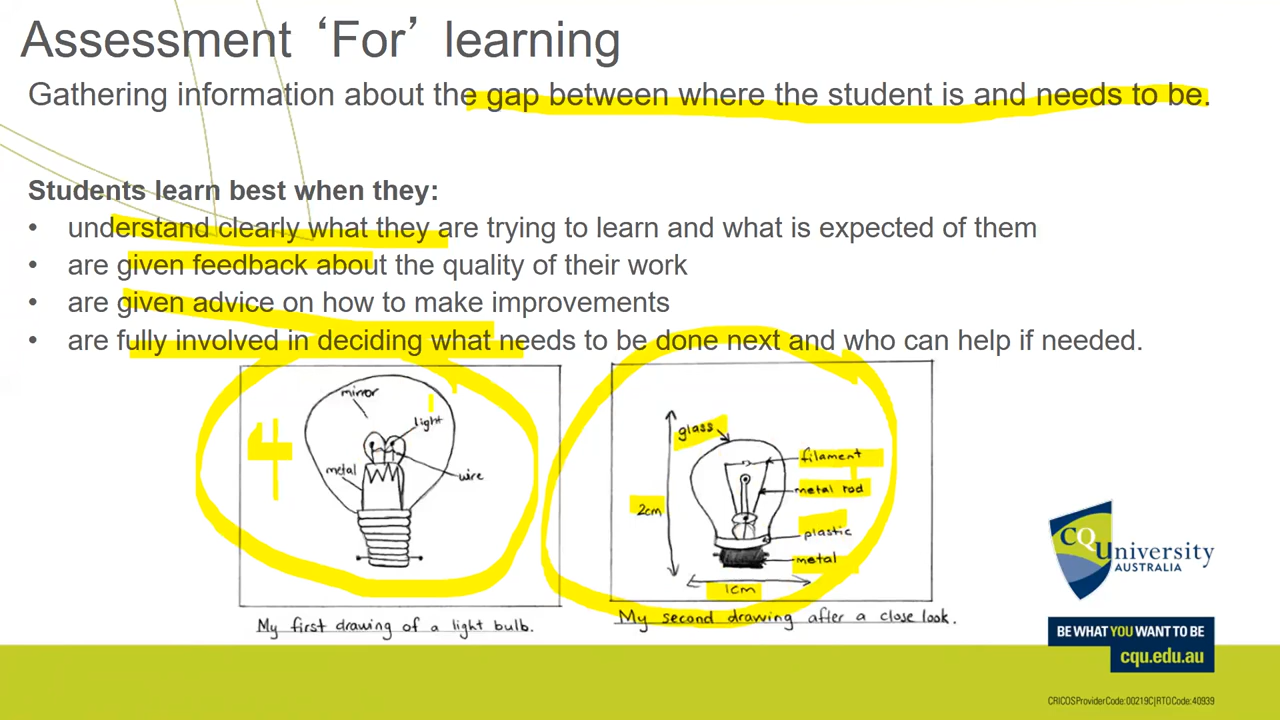 Assessment ‘For’ learning
Gathering information about the gap between where the student is and needs to be.
Students learn best when they:
• understand clearly what they are trying to learn and what is expected of them
• are given feedback about the quality of their work
• are given advice on how to make improvements
• are fully involved in deciding what needs to be done next and who can help if needed.
mirror
light
metal
wire
My first drawing of a light bulb.
glass
filament
metal rod
2cm
plastic
metal
1cm
My second drawing after a close look.
CQUniversity
AUSTRALIA
BE WHAT YOU WANT TO BE
cqu.edu.au
CRICOS Provider Code: 00219C | RTO Code: 40939